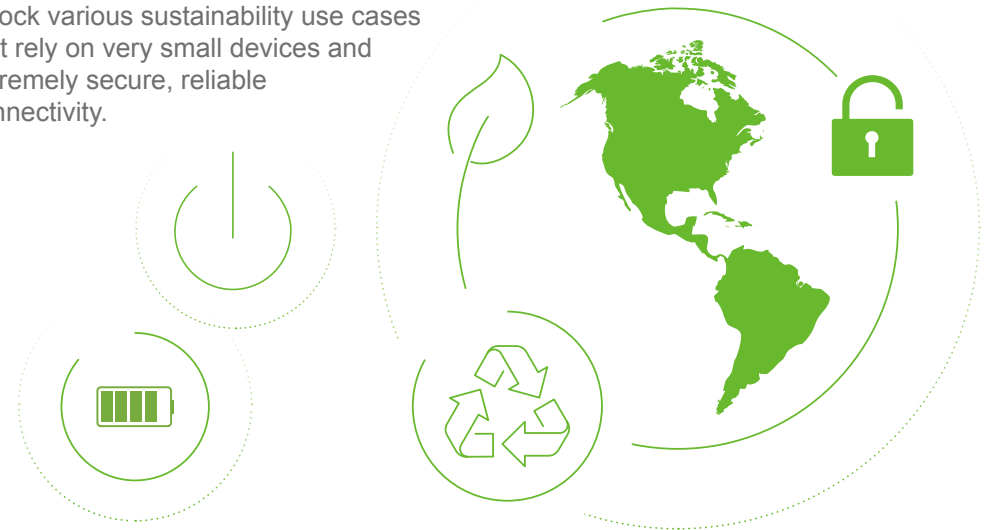 ock various sustainability use cases
t rely on very small devices and
remely secure, reliable
nnectivity.